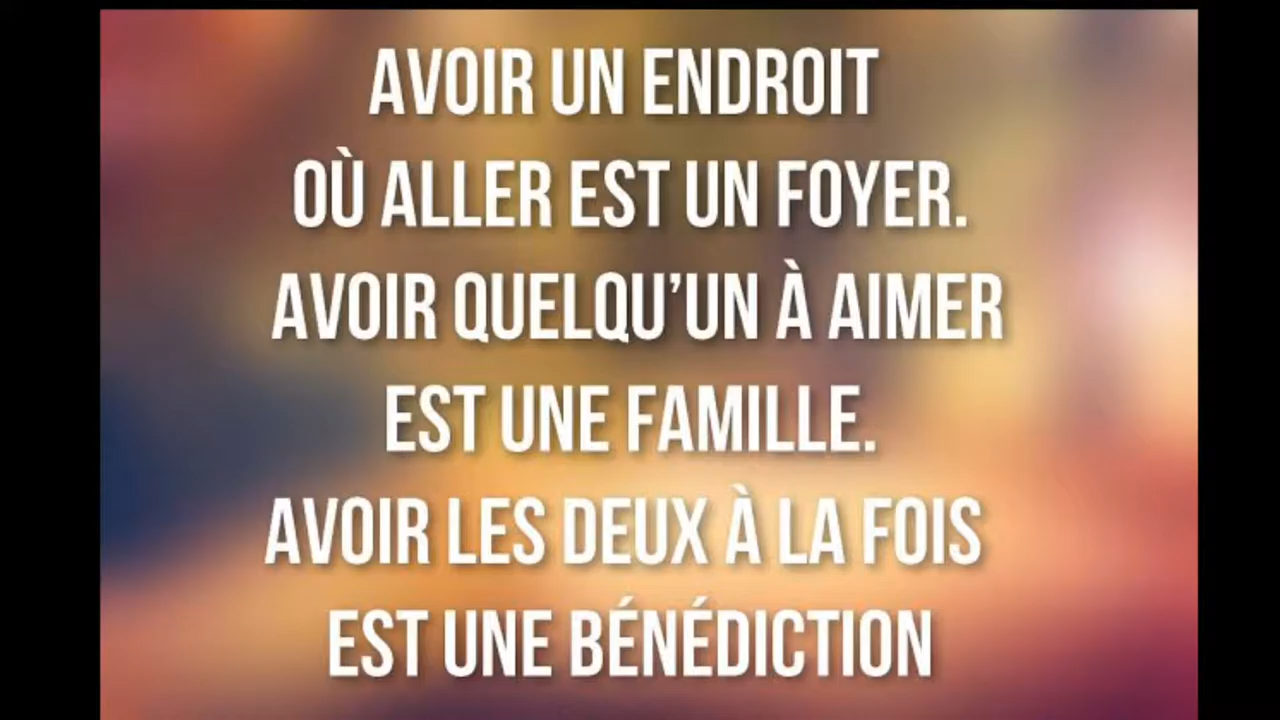 AVOIR UN ENDROIT
OÙ ALLER EST UN FOYER.
AVOIR QUELQU’UN À AIMER
EST UNE FAMILLE.
AVOIR LES DEUX À LA FOIS
EST UNE BÉNÉDICTION